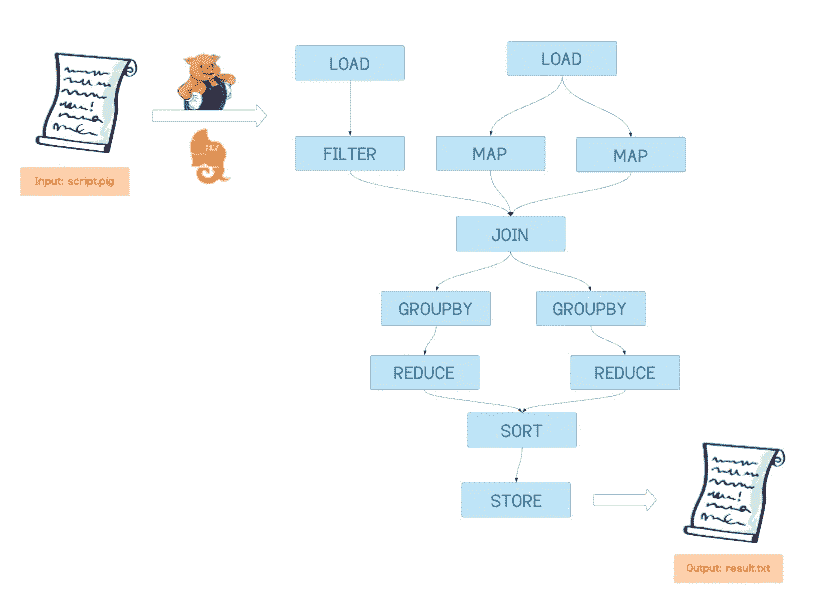 LOAD
LOAD
FILTER
MAP
MAP
Input: script.pig
JOIN
GROUPBY
GROUPBY
REDUCE
REDUCE
SORT
STORE
Output: result.txt